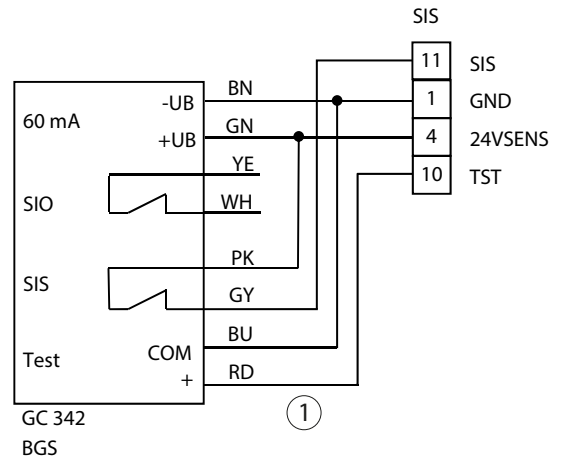 SIS
11 SIS
-UB BN 1 GND
60 mA
+UB GN 4 24VSENS
YE 10 TST
SIO WH
PK
SIS GY
BU
Test COM
+ RD
1
GC 342
BGS